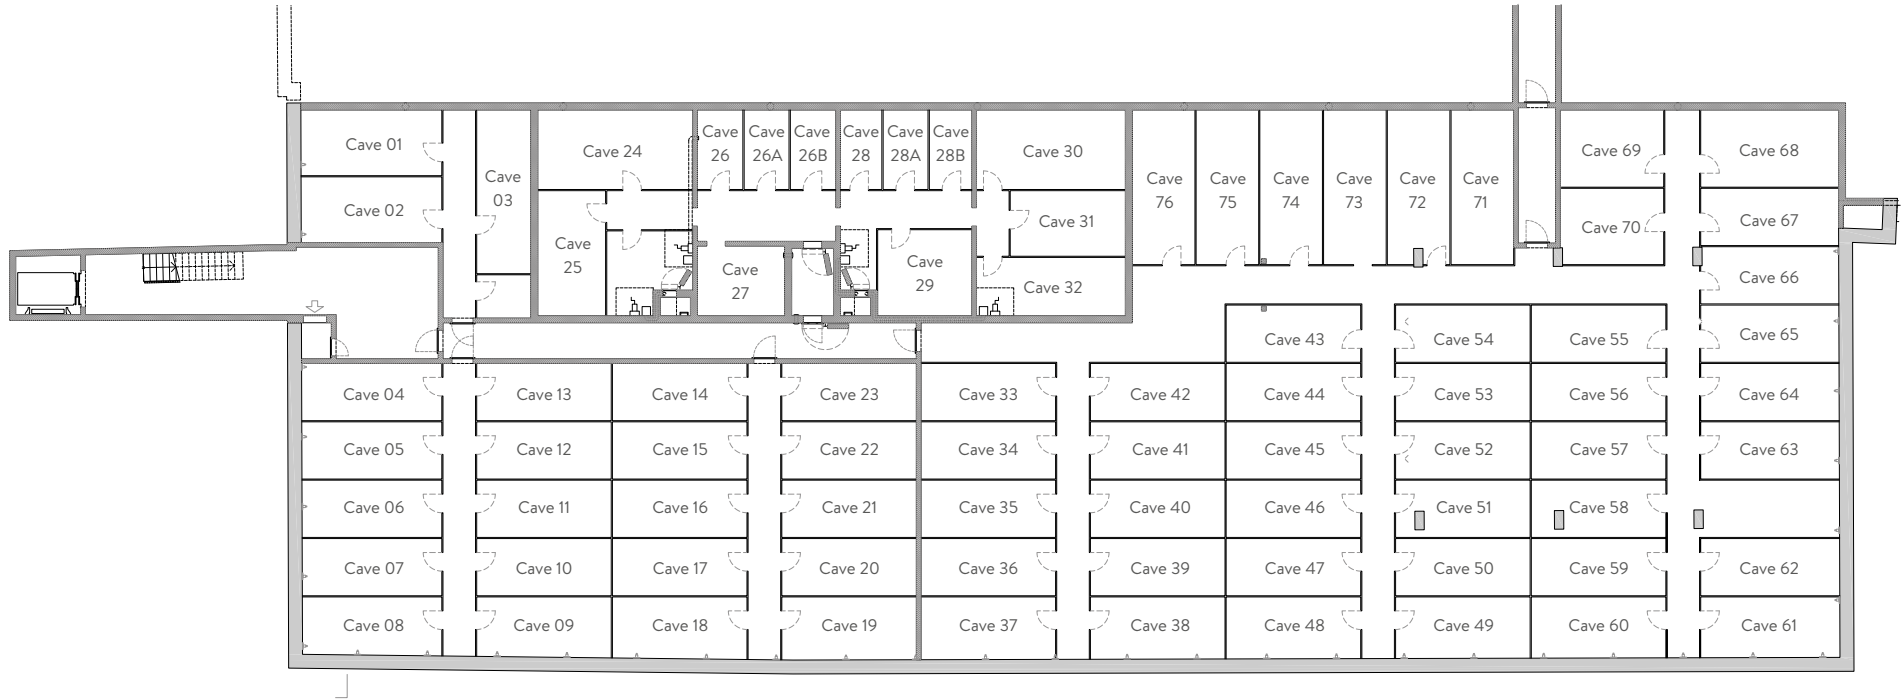 Cave 01
Cave 02
Cave
03
Cave 24
Cave
25
Cave
26
Cave
26A
Cave
26B
Cave
27
Cave
28
Cave
28A
Cave
28B
Cave
29
Cave 30
Cave 31
Cave 32
Cave
76
Cave
75
Cave
74
Cave
73
Cave
72
Cave
71
Cave 69
Cave 70
Cave 68
Cave 67
Cave 66
Cave 65
Cave 43
Cave 54
Cave 55
Cave 04
Cave 13
Cave 14
Cave 23
Cave 33
Cave 42
Cave 44
Cave 53
Cave 56
Cave 64
Cave 05
Cave 12
Cave 15
Cave 22
Cave 34
Cave 41
Cave 45
Cave 52
Cave 57
Cave 63
Cave 06
Cave 11
Cave 16
Cave 21
Cave 35
Cave 40
Cave 46
Cave 51
Cave 58
Cave 07
Cave 10
Cave 17
Cave 20
Cave 36
Cave 39
Cave 47
Cave 50
Cave 59
Cave 62
Cave 08
Cave 09
Cave 18
Cave 19
Cave 37
Cave 38
Cave 48
Cave 49
Cave 60
Cave 61